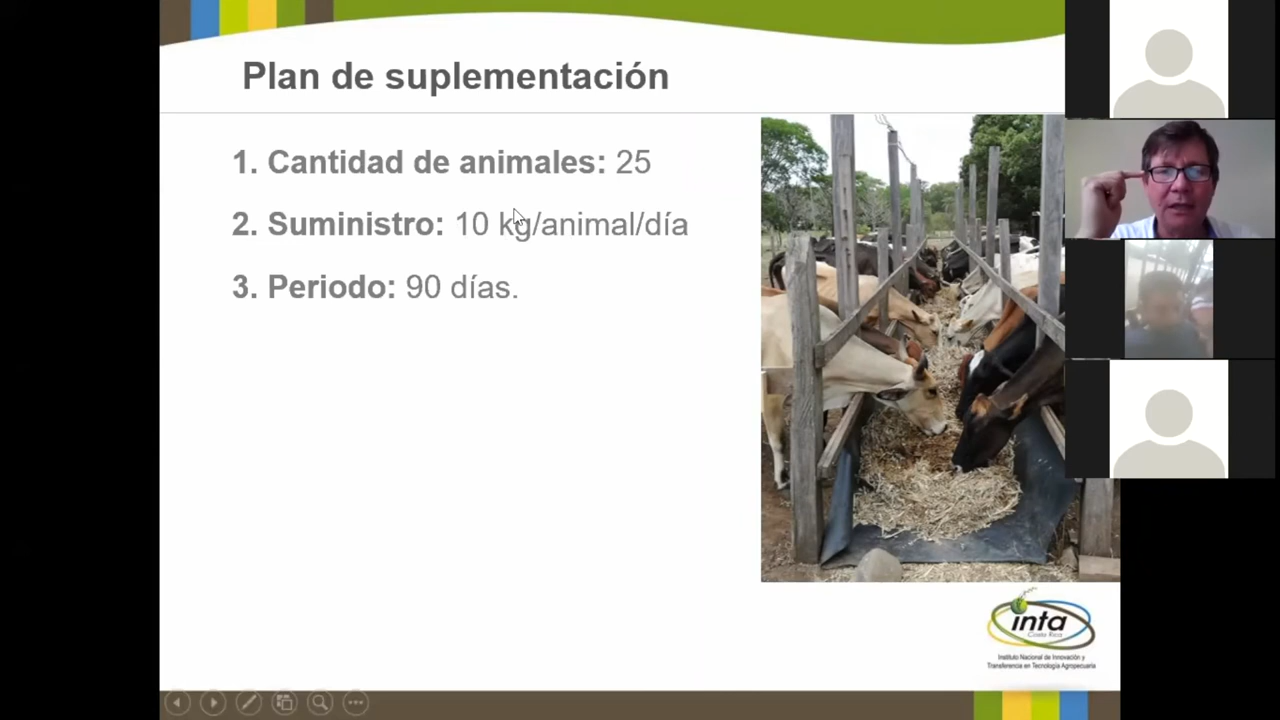 Plan de suplementación
1. Cantidad de animales: 25
2. Suministro: 10 kg/animal/día
3. Periodo: 90 días.
inta
Costa Rica
Instituto Nacional de Innovación y
Transferencia en Tecnología Agropecuaria